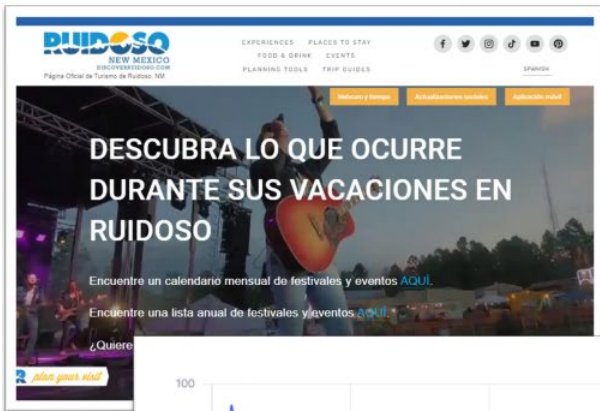 RUIDOSO
NEW MEXICO
DISCOVERRUIDOSO.COM
Página Oficial de Turismo de Ruidoso, NM
EXPERIENCES PLACES TO STAY
FOOD & DRINK EVENTS
PLANNING TOOLS TRIP GUIDES
SPANISH
Webcam y tiempo Actualizaciones sociales Aplicación móvil
DESCUBRA LO QUE OCURRE
DURANTE SUS VACACIONES EN
RUIDOSO
Encuentre un calendario mensual de festivales y eventos AQUÍ.
Encuentre una lista anual de festivales y eventos AQUÍ.
¿Quiere
plan your visit
100